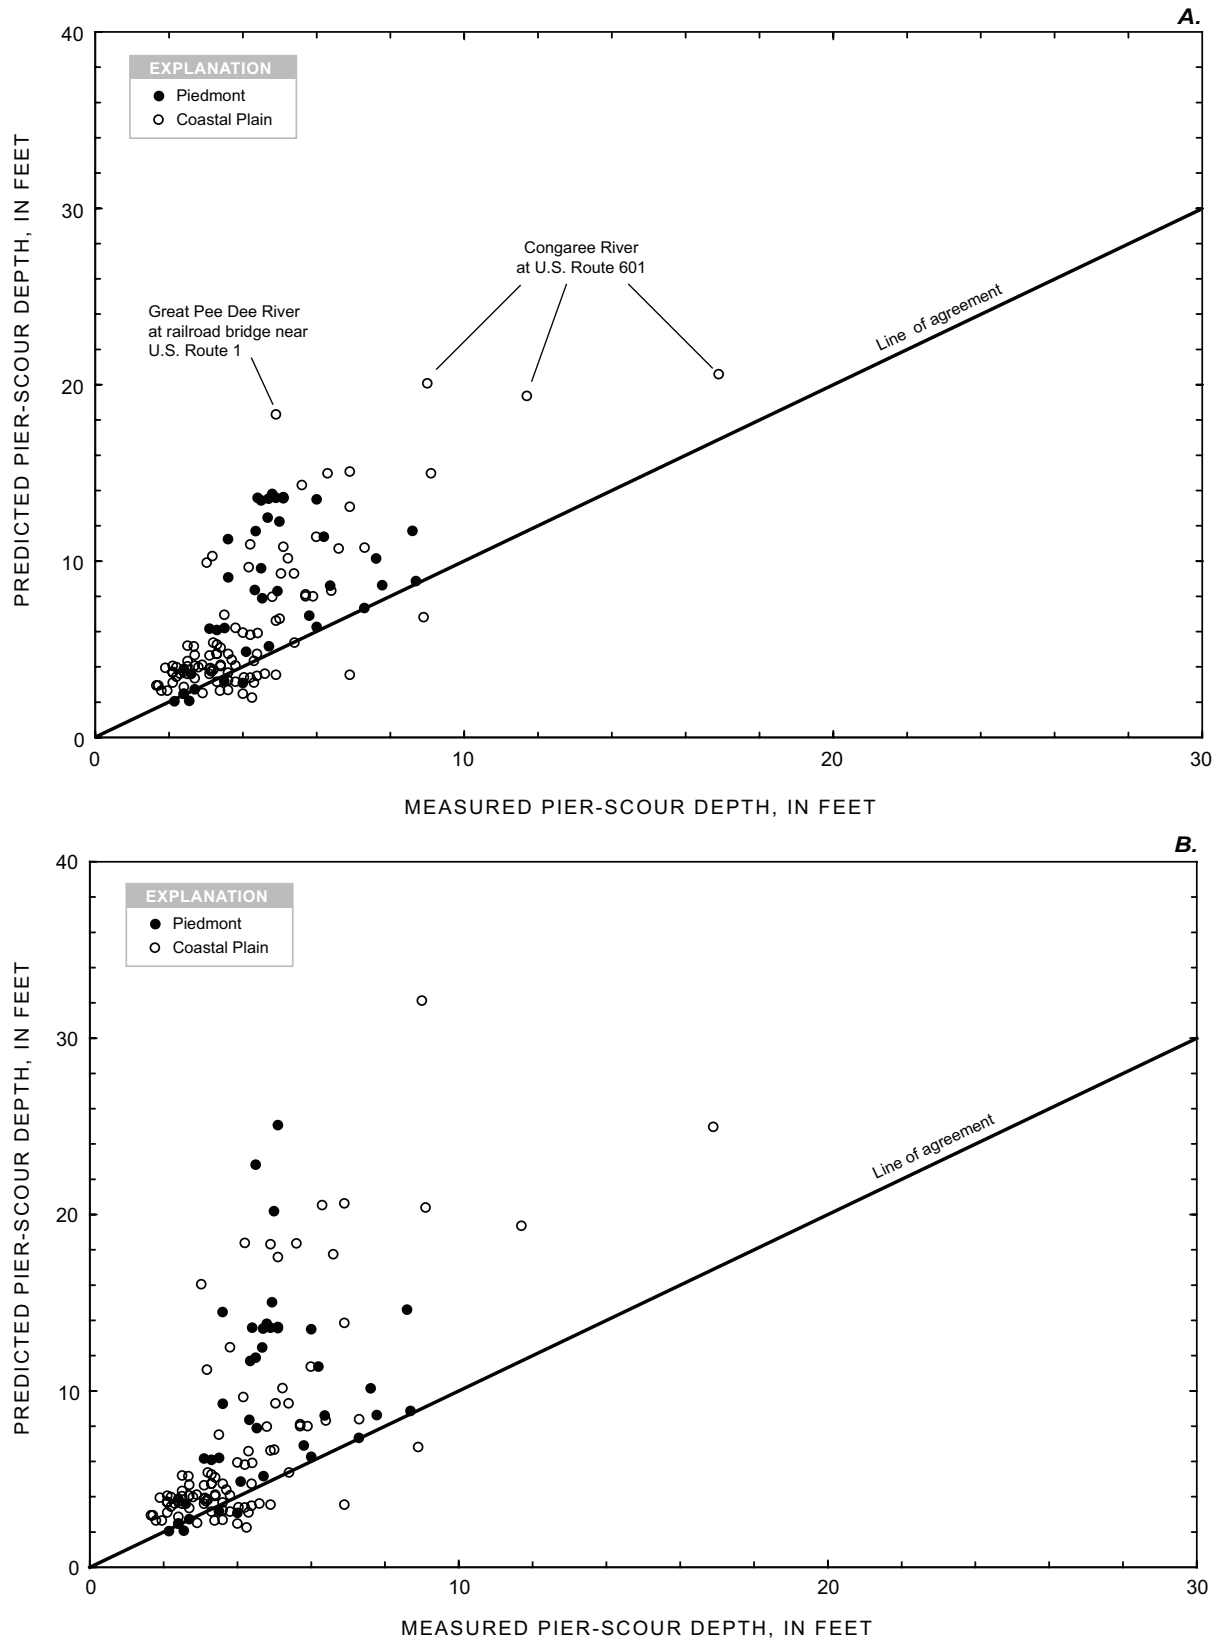 A.
40
30
20
10
0
PREDICTED PIER-SCOUR DEPTH, IN FEET
EXPLANATION
Piedmont
Coastal Plain
Congaree River
at U.S. Route 601
Great Pee Dee River
at railroad bridge near
U.S. Route 1
Line of agreement
0 10 20 30
MEASURED PIER-SCOUR DEPTH, IN FEET
B.
40
30
20
10
0
PREDICTED PIER-SCOUR DEPTH, IN FEET
EXPLANATION
Piedmont
Coastal Plain
Line of agreement
0 10 20 30
MEASURED PIER-SCOUR DEPTH, IN FEET